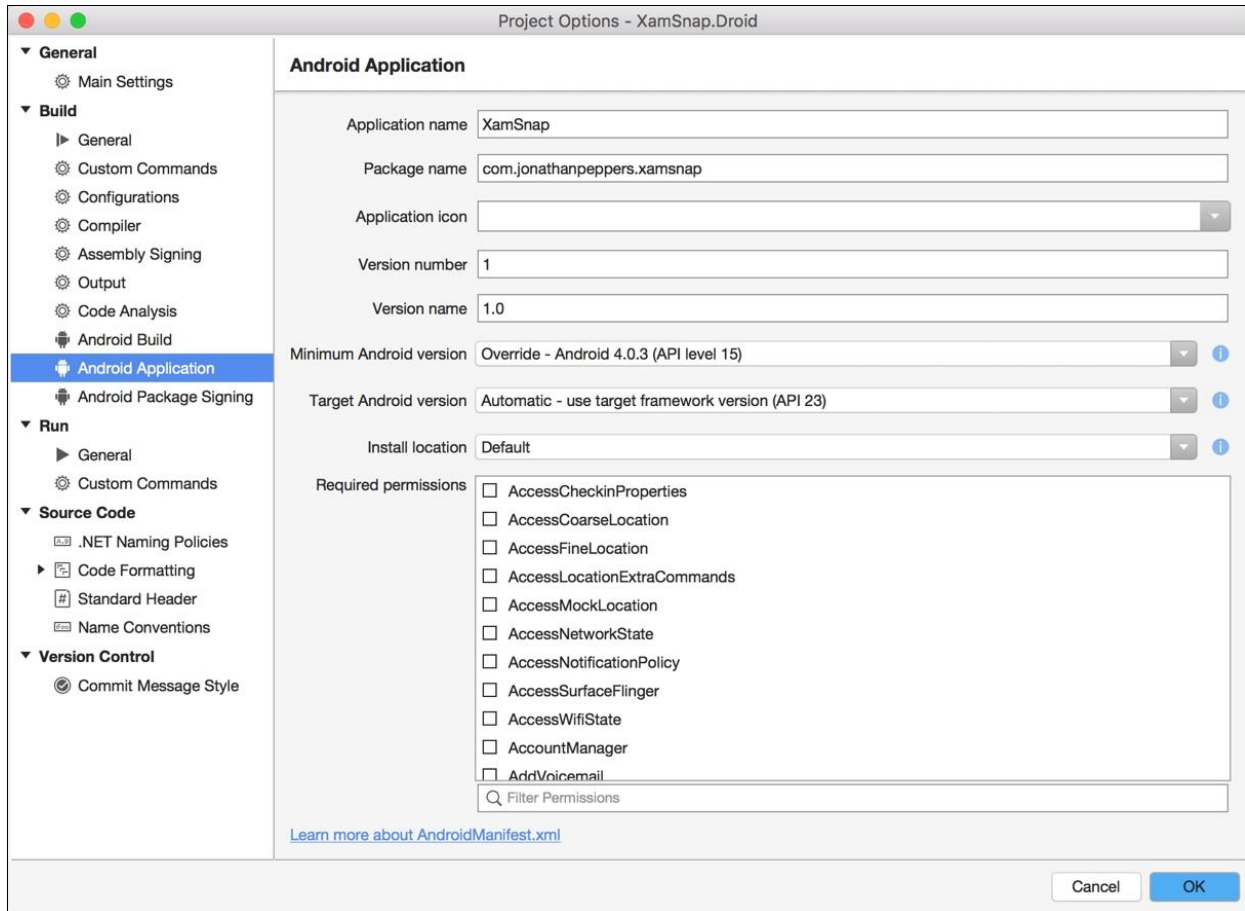 Project Options - XamSnap.Droid
General
Main Settings
Build
General
Custom Commands
Configurations
Compiler
Assembly Signing
Output
Code Analysis
Android Build
Android Application
Android Package Signing
Run
General
Custom Commands
Source Code
.NET Naming Policies
Code Formatting
# Standard Header
Name Conventions
Version Control
Commit Message Style
Android Application
Application name XamSnap
Package name com.jonathanpeppers.xamsnap
Application icon
Version number 1
Version name 1.0
Minimum Android version Override - Android 4.0.3 (API level 15)
Target Android version Automatic - use target framework version (API 23)
Install location Default
Required permissions
AccessCheckinProperties
AccessCoarseLocation
AccessFineLocation
AccessLocationExtraCommands
AccessMockLocation
AccessNetworkState
AccessNotificationPolicy
AccessSurfaceFlinger
AccessWifiState
AccountManager
AddVoicemail
Filter Permissions
Learn more about AndroidManifest.xml
Cancel
OK